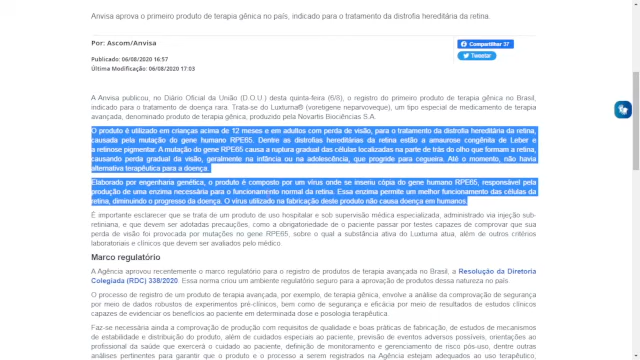 Anvisa aprova o primeiro produto de terapia gênica no país, indicado para o tratamento da distrofia hereditária da retina.
Por: Ascom/Anvisa
Compartilhar 37
Publicado: 06/08/2020 16:57
Tweetar
Última Modificação: 06/08/2020 17:03
A Anvisa publicou, no Diário Oficial da União (D.O.U.) desta quinta-feira (6/8), o registro do primeiro produto de terapia gênica no Brasil,
indicado para o tratamento de doença rara. Trata-se do Luxturna® (voretigene neparvoveque), um tipo especial de medicamento de terapia
avançada, denominado produto de terapia gênica, produzido pela Novartis Biociências S.A.
O produto é utilizado em crianças acima de 12 meses e em adultos com perda de visão, para o tratamento da distrofia hereditária da retina,
causada pela mutação do gene humano RPE65. Dentre as distrofias hereditárias da retina estão a amaurose congênita de Leber e
a retinose pigmentar. A mutação do gene RPE65 causa a ruptura gradual das células localizadas na parte de trás do olho que formam a retina,
causando perda gradual da visão, geralmente na infância ou na adolescência, que progride para cegueira. Até o momento, não havia
alternativa terapêutica para a doença.
Elaborado por engenharia genética, o produto é composto por um vírus onde se inseriu cópia do gene humano RPE65, responsável pela
produção de uma enzima necessária para o funcionamento normal da retina. Essa enzima permite um melhor funcionamento das células da
retina, diminuindo o progresso da doença. O vírus utilizado na fabricação deste produto não causa doença em humanos.
É importante esclarecer que se trata de um produto de uso hospitalar e sob supervisão médica especializada, administrado via injeção sub-
retiniana, e que devem ser adotadas precauções, como a obrigatoriedade de o paciente passar por testes capazes de comprovar que sua
perda de visão foi provocada por mutações no gene RPE65, sobre o qual a substância ativa do Luxturna atua, além de outros critérios
laboratoriais e clínicos que devem ser avaliados pelo médico.
Marco regulatório
A Agência aprovou recentemente o marco regulatório para o registro de produtos de terapia avançada no Brasil, a Resolução da Diretoria
Colegiada (RDC) 338/2020. Essa norma criou um ambiente regulatório seguro para a aprovação de produtos dessa natureza no país.
O processo de registro de um produto de terapia avançada, por exemplo, de terapia gênica, envolve a análise da comprovação de segurança
por meio de dados robustos de experimentos pré-clínicos, bem como de segurança e eficácia por meio de resultados de estudos clínicos
capazes de evidenciar os benefícios ao paciente em determinada dose e posologia terapêutica.
Faz-se necessária ainda a comprovação de produção com requisitos de qualidade e boas práticas de fabricação, de estudos de mecanismos
de estabilidade e distribuição do produto, além de cuidados especiais ao paciente, previsão de eventos adversos possíveis, orientações ao
profissional da saúde que exercerá o cuidado ao paciente, definição de monitoramento e gerenciamento de risco pós-uso, dentre outras
análises pertinentes para garantir que o produto e o processo a serem registrados na Agência estejam adequados ao uso terapêutico,